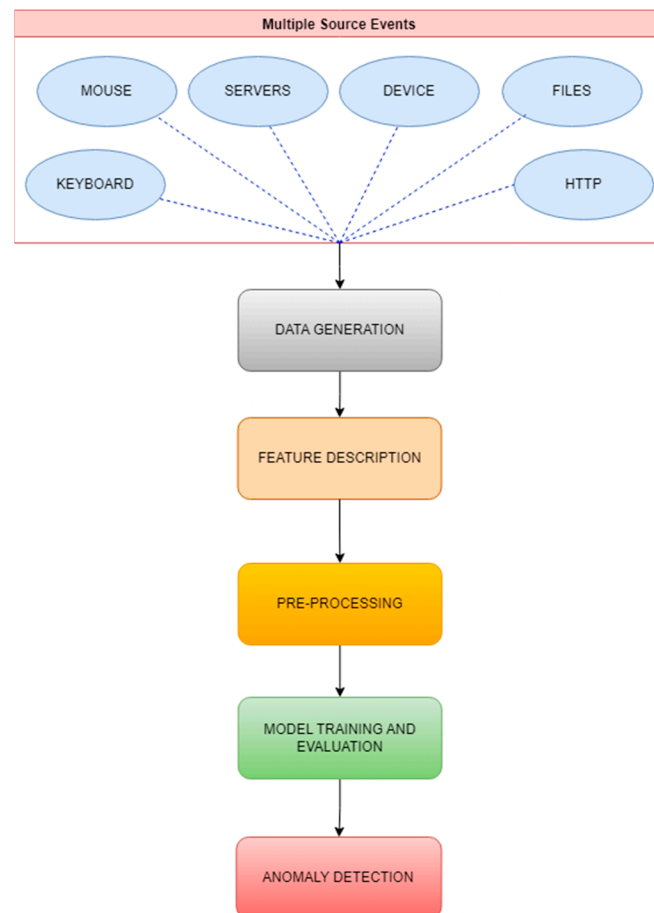 Multiple Source Events
MOUSE
SERVERS
DEVICE
FILES
KEYBOARD
HTTP
DATA GENERATION
FEATURE DESCRIPTION
PRE-PROCESSING
MODEL TRAINING AND
EVALUATION
ANOMALY DETECTION